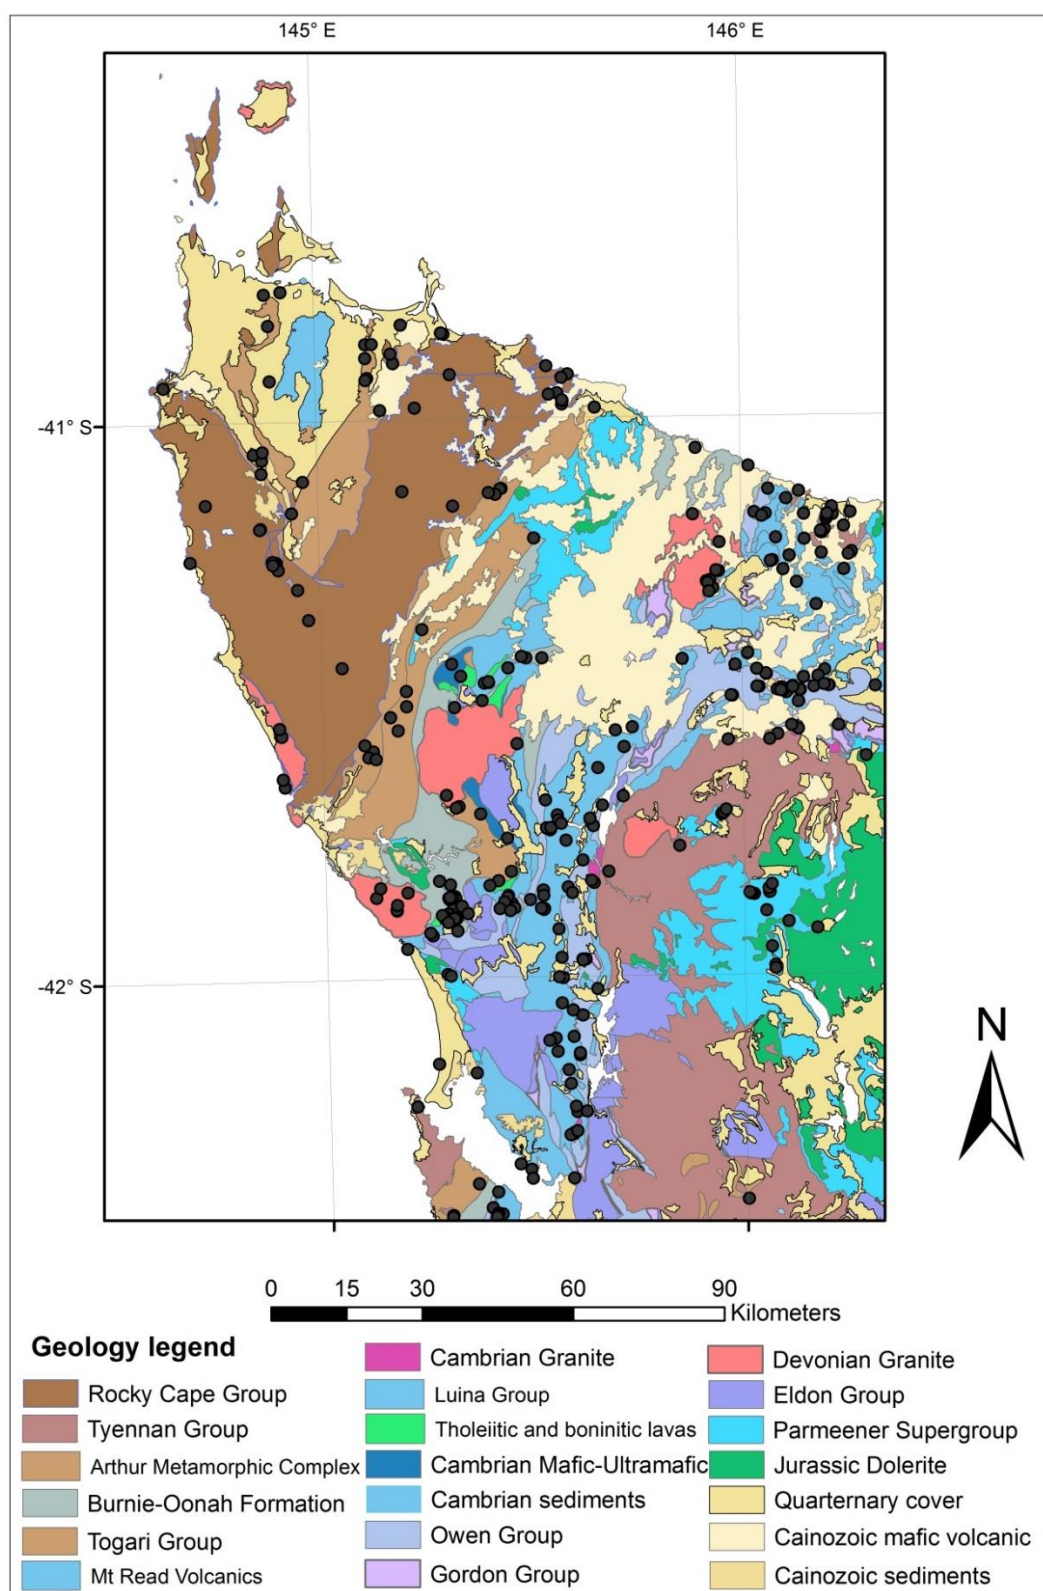 145° E 146° E
-41° S
-42° S
N
0 15 30 60 90
Kilometers
Geology legend
Rocky Cape Group
Tyennan Group
Arthur Metamorphic Complex
Burnie-Oonah Formation
Togari Group
Mt Read Volcanics
Cambrian Granite
Luina Group
Tholeiitic and boninitic lavas
Cambrian Mafic-Ultramafic
Cambrian sediments
Owen Group
Gordon Group
Devonian Granite
Eldon Group
Parmeener Supergroup
Jurassic Dolerite
Quarternary cover
Cainozoic mafic volcanic
Cainozoic sediments